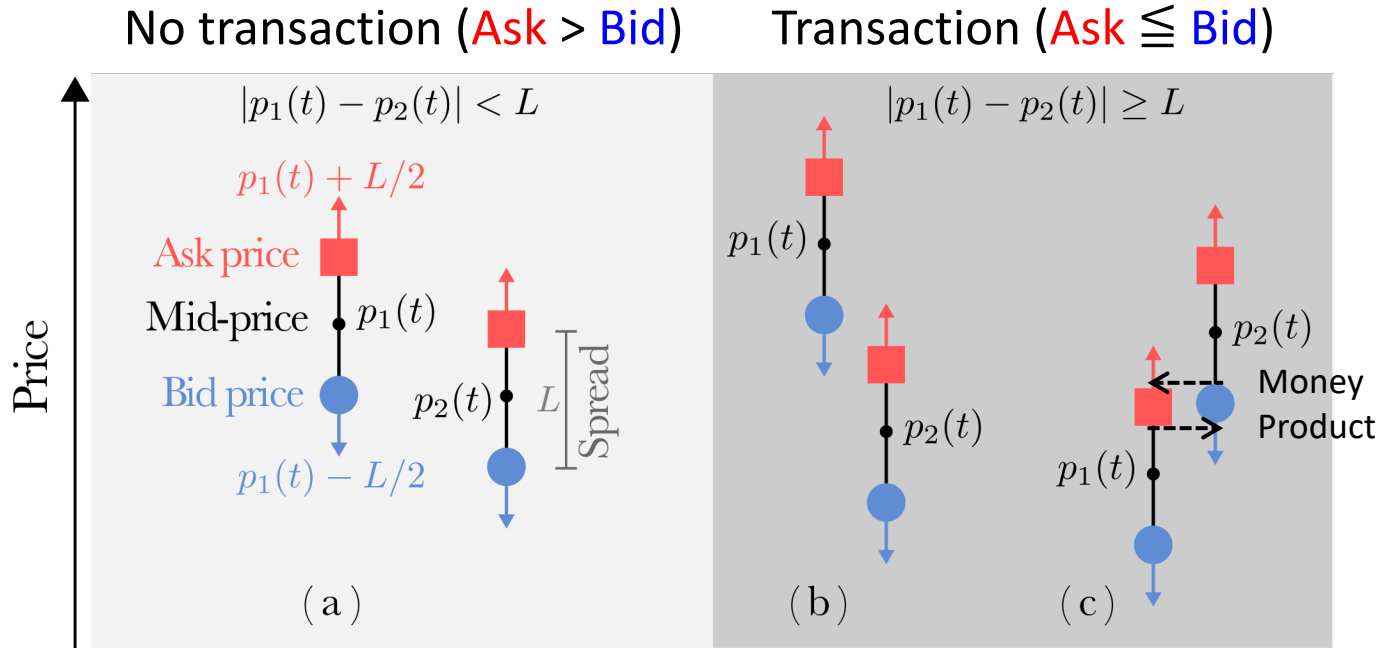 No transaction (Ask > Bid)
Transaction (Ask ≦ Bid)
|p₁(t) − p₂(t)| < L
|p₁(t) − p₂(t)| ≥ L
p₁(t) + L/2
Ask price
Mid-price
p₁(t)
Bid price
p₁(t) − L/2
p₂(t)
L
Spread
Price
(a)
p₁(t)
p₂(t)
(b)
p₂(t)
Money
Product
p₁(t)
(c)